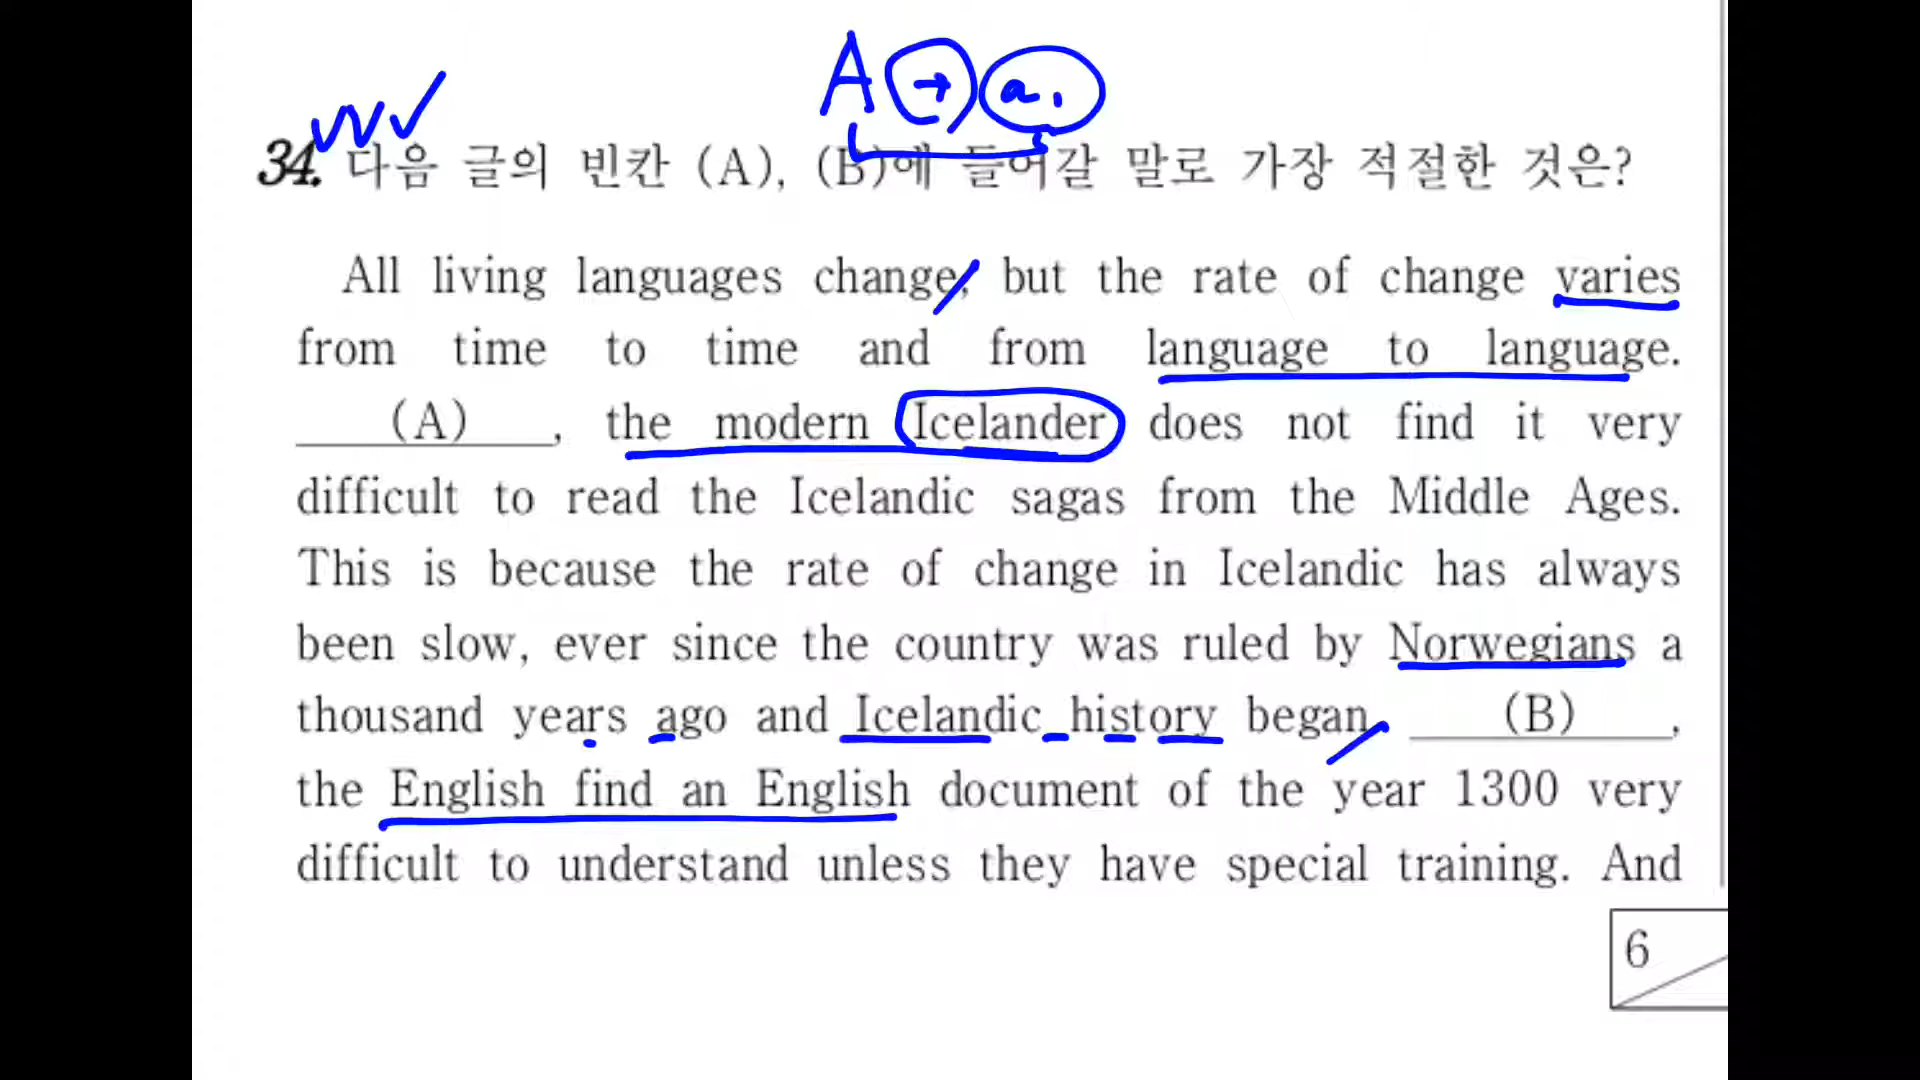 A → a.
34. 다음 글의 빈칸 (A), (B)에 들어갈 말로 가장 적절한 것은?
All living languages change, but the rate of change varies
from time to time and from language to language.
(A), the modern Icelander does not find it very
difficult to read the Icelandic sagas from the Middle Ages.
This is because the rate of change in Icelandic has always
been slow, ever since the country was ruled by Norwegians a
thousand years ago and Icelandic history began. (B),
the English find an English document of the year 1300 very
difficult to understand unless they have special training. And
6